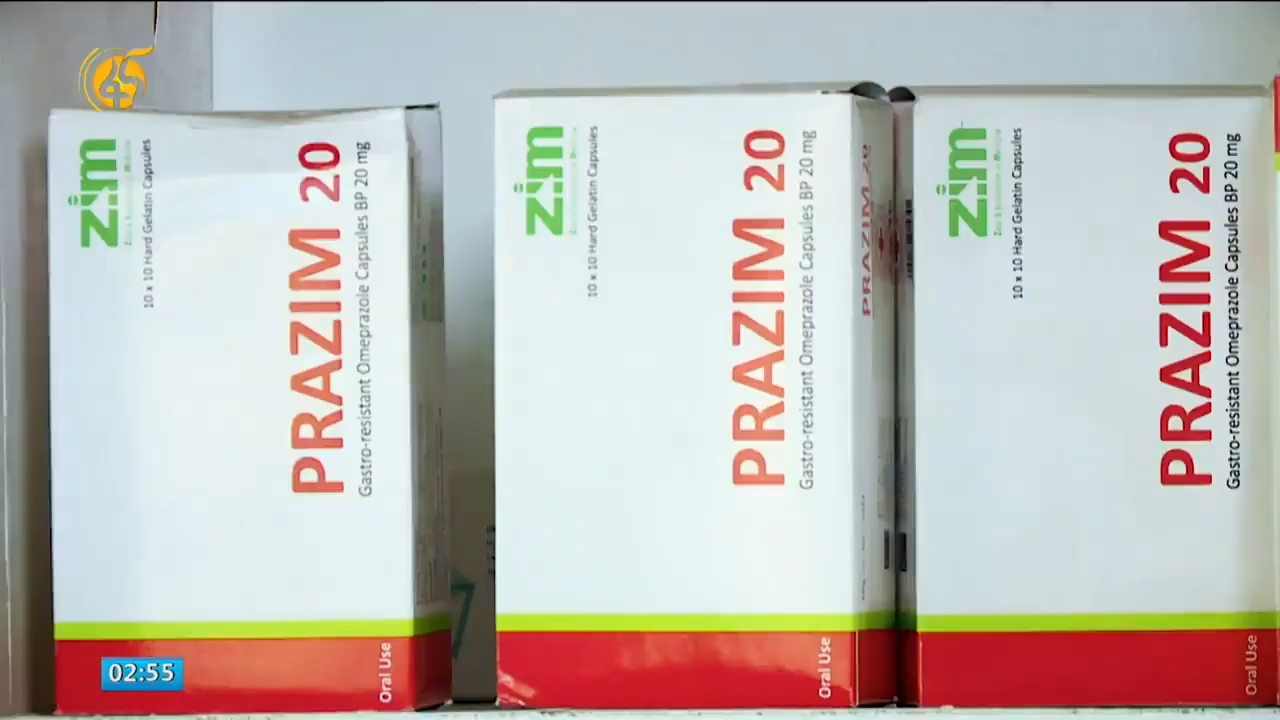 zim
10 x 10 Hard Gelatin Capsules
PRAZIM 20
Gastro-resistant Omeprazole Capsules BP 20 mg
Oral Use
zim
10 x 10 Hard Gelatin Capsules
PRAZIM 20
Gastro-resistant Omeprazole Capsules BP 20 mg
Oral Use
PRAZIM 20
zim
10 x 10 Hard Gelatin Capsules
PRAZIM 20
Gastro-resistant Omeprazole Capsules BP 20 mg
Oral Use
02:55